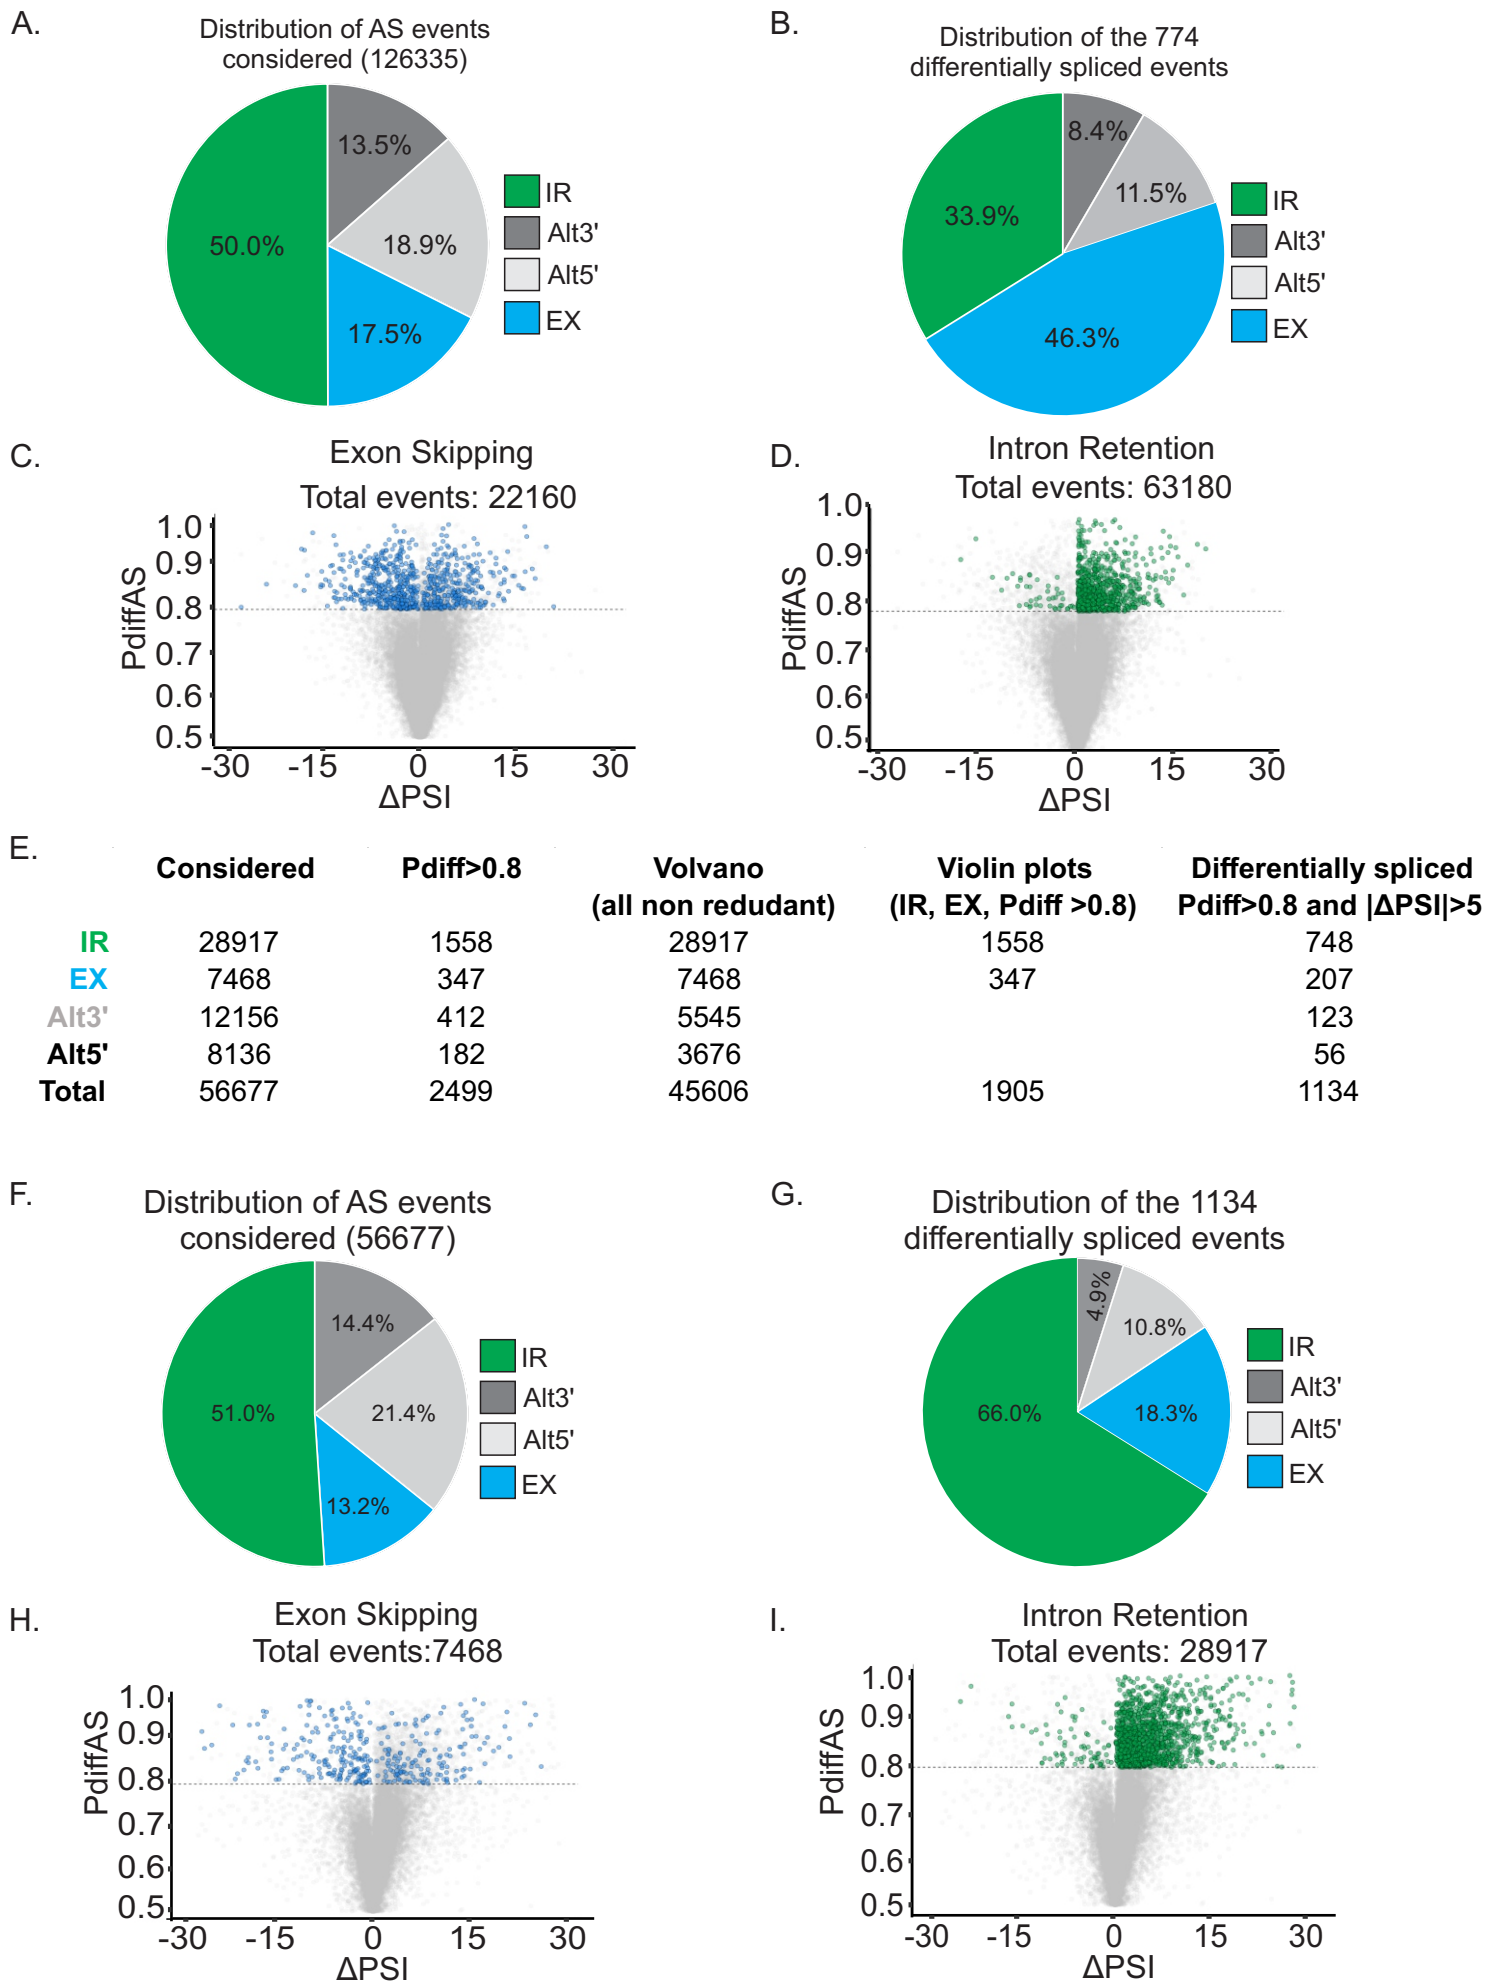 A.
Distribution of AS events
considered (126335)
13.5%
50.0%
18.9%
17.5%
IR
Alt3'
Alt5'
EX
B.
Distribution of the 774
differentially spliced events
8.4%
11.5%
33.9%
46.3%
IR
Alt3'
Alt5'
EX
C.
Exon Skipping
Total events: 22160
PdiffAS
1.0
0.9
0.8
0.7
0.6
0.5
-30 -15 0 15 30
ΔPSI
D.
Intron Retention
Total events: 63180
PdiffAS
1.0
0.9
0.8
0.7
0.6
0.5
-30 -15 0 15 30
ΔPSI
E.
Considered Pdiff>0.8 Volvano Violin plots Differentially spliced
(all non redudant) (IR, EX, Pdiff >0.8) Pdiff>0.8 and |ΔPSI|>5
IR 28917 1558 28917 1558 748
EX 7468 347 7468 347 207
Alt3' 12156 412 5545 123
Alt5' 8136 182 3676 56
Total 56677 2499 45606 1905 1134
F.
Distribution of AS events
considered (56677)
14.4%
51.0%
21.4%
13.2%
IR
Alt3'
Alt5'
EX
G.
Distribution of the 1134
differentially spliced events
4.9%
10.8%
66.0%
18.3%
IR
Alt3'
Alt5'
EX
H.
Exon Skipping
Total events:7468
PdiffAS
1.0
0.9
0.8
0.7
0.6
0.5
-30 -15 0 15 30
ΔPSI
I.
Intron Retention
Total events: 28917
PdiffAS
1.0
0.9
0.8
0.7
0.6
0.5
-30 -15 0 15 30
ΔPSI